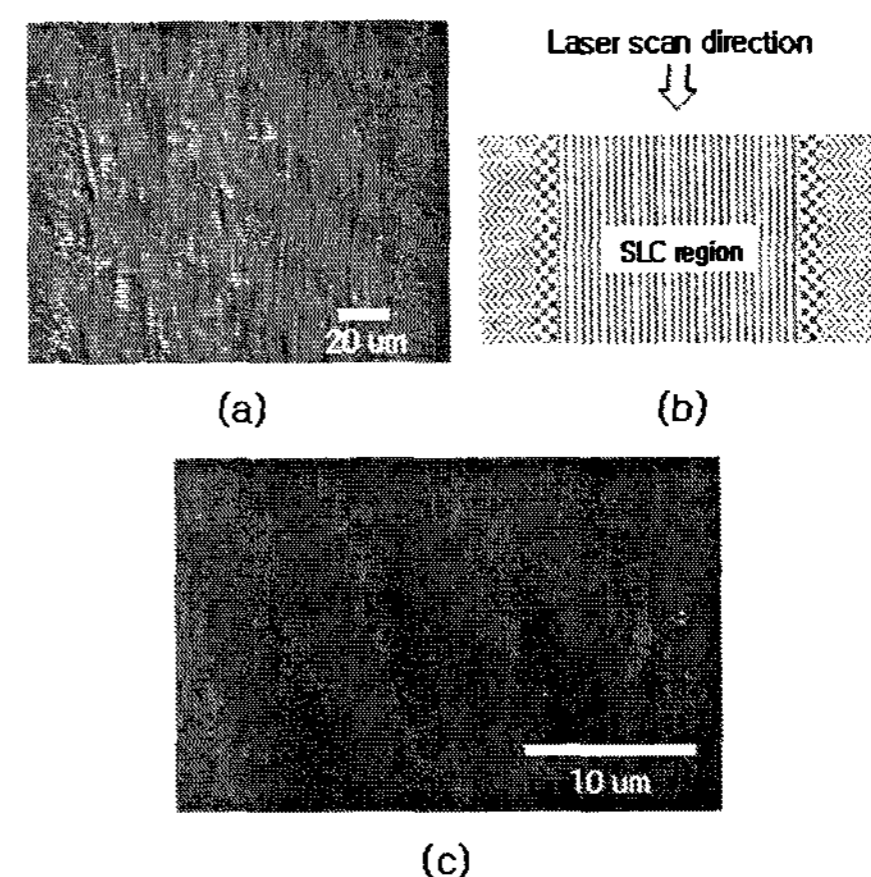 Laser scan direction
20 um
SLC region
(a)
(b)
10 um
(c)